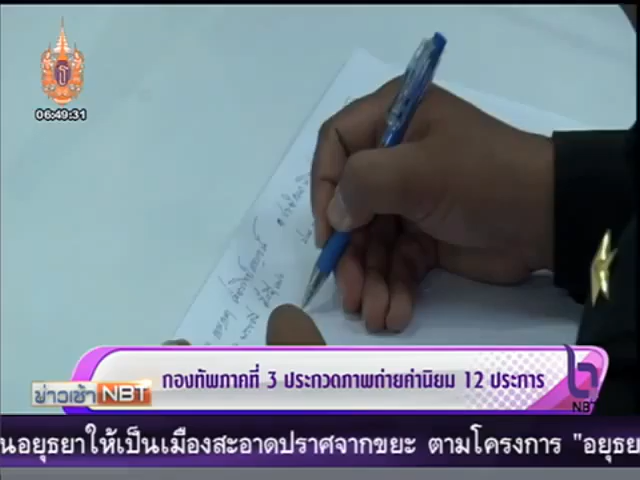 06:49:31
กองทัพภาคที่ 3 ประกวดภาพถ่ายค่านิยม 12 ประการ
ข่าวเช้า NBT
NBT
นอยุธยาให้เป็นเมืองสะอาดปราศจากขยะ ตามโครงการ "อยุธย